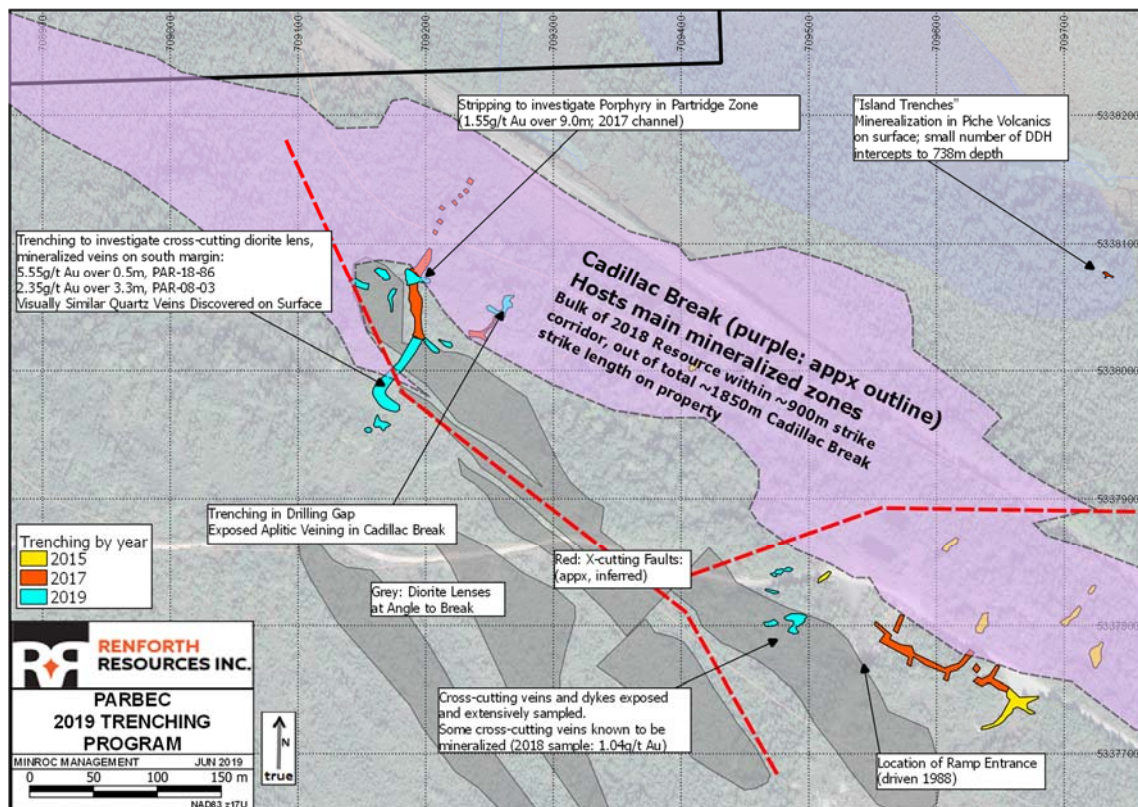 708900
709000
709100
709200
709300
709400
709500
709600
709700
5338200
5338100
5338000
5337900
5337800
5337700
Stripping to investigate Porphyry in Partridge Zone
(1.55g/t Au over 9.0m; 2017 channel)
"Island Trenches"
Minerealization in Piche Volcanics
on surface; small number of DDH
intercepts to 738m depth
Trenching to investigate cross-cutting diorite lens,
mineralized veins on south margin:
5.55g/t Au over 0.5m, PAR-18-86
2.35g/t Au over 3.3m, PAR-08-03
Visually Similar Quartz Veins Discovered on Surface
Cadillac Break (purple: appx outline)
Hosts main mineralized zones
Bulk of 2018 Resource within ~900m strike
corridor, out of total ~1850m Cadillac Break
strike length on property
Trenching in Drilling Gap
Exposed Aplitic Veining in Cadillac Break
Red: X-cutting Faults:
(appx, inferred)
Grey: Diorite Lenses
at Angle to Break
Trenching by year
2015
2017
2019
Cross-cutting veins and dykes exposed
and extensively sampled.
Some cross-cutting veins known to be
mineralized (2018 sample: 1.04g/t Au)
Location of Ramp Entrance
(driven 1988)
RENFORTH
RESOURCES INC.
PARBEC
2019 TRENCHING
PROGRAM
MINROC MANAGEMENT JUN 2019
0 50 100 150 m
NAD83 z17U
N
true